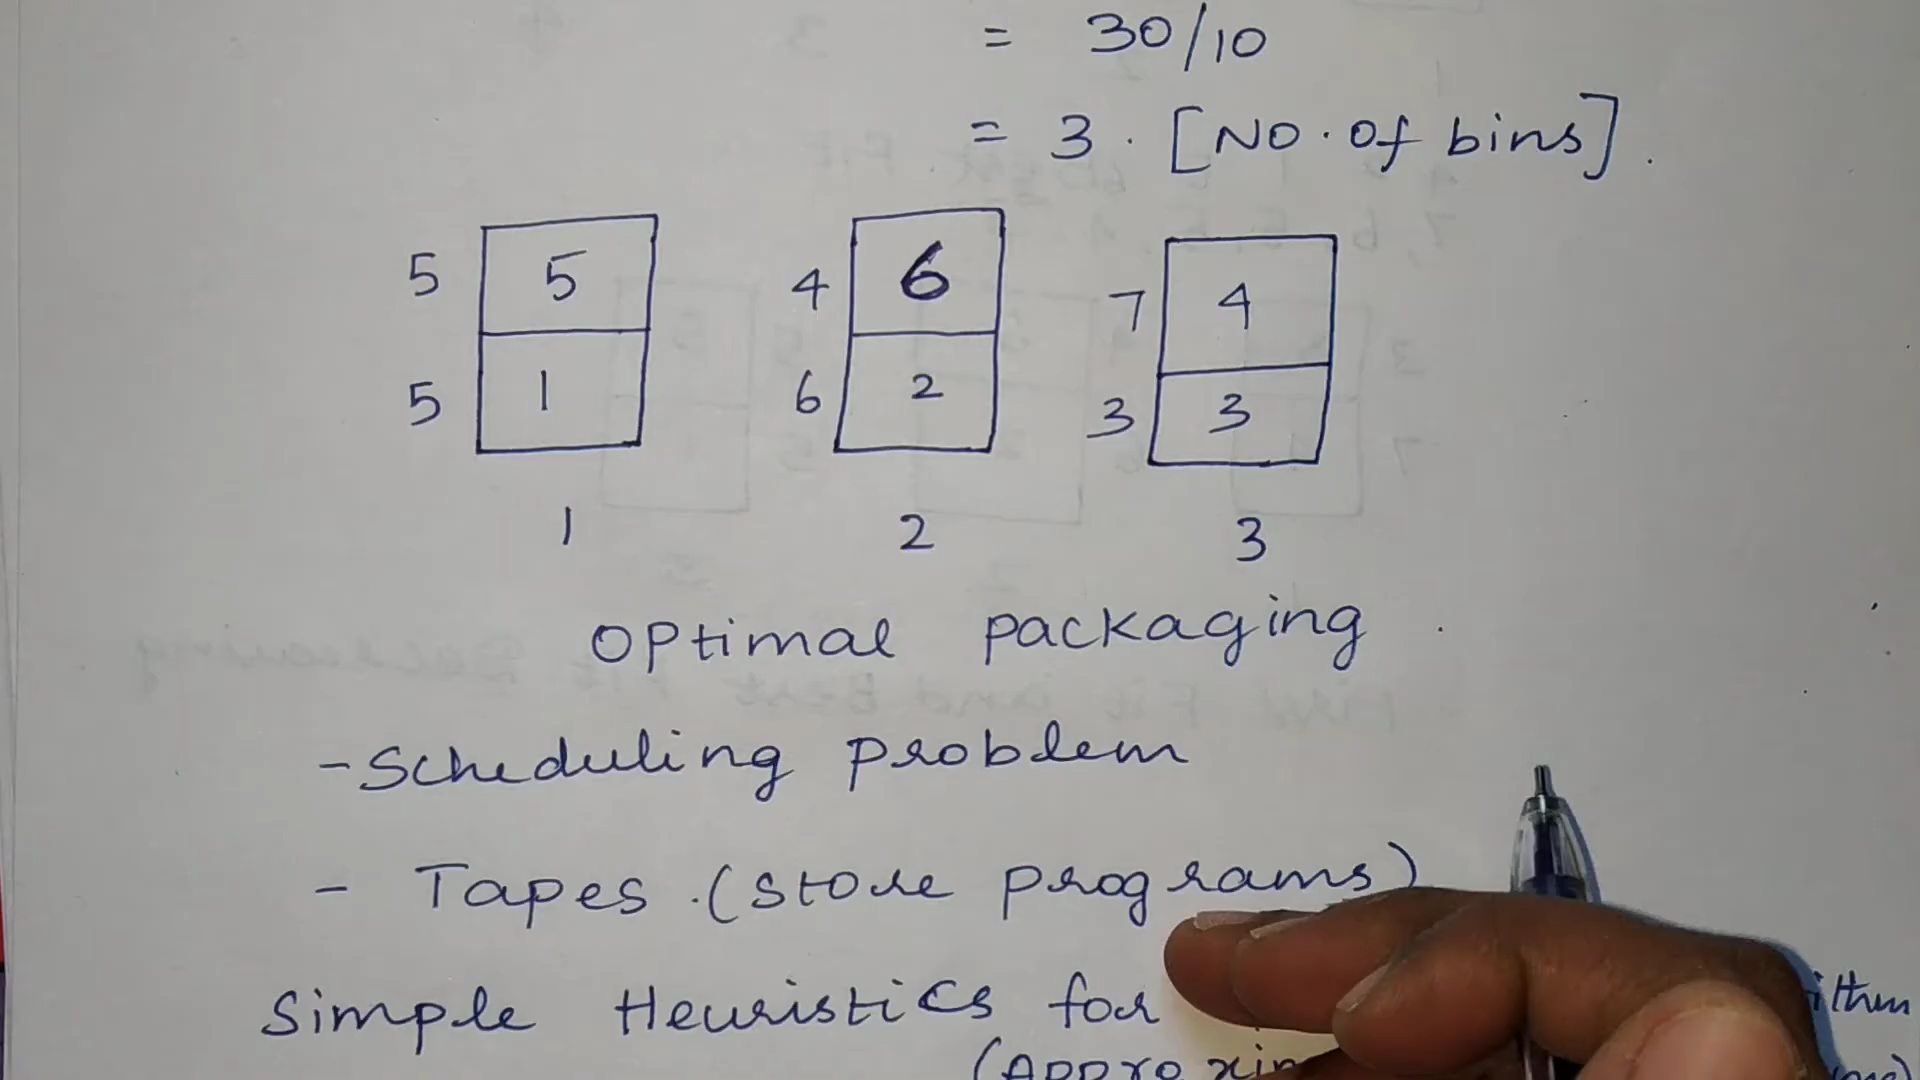 = 30/10
= 3. [No. of bins].
5 5 4 6 7 4
5 1 6 2 3 3
1 2 3
Optimal packaging.
- Scheduling problem
- Tapes. (store programs)
Simple Heuristics for